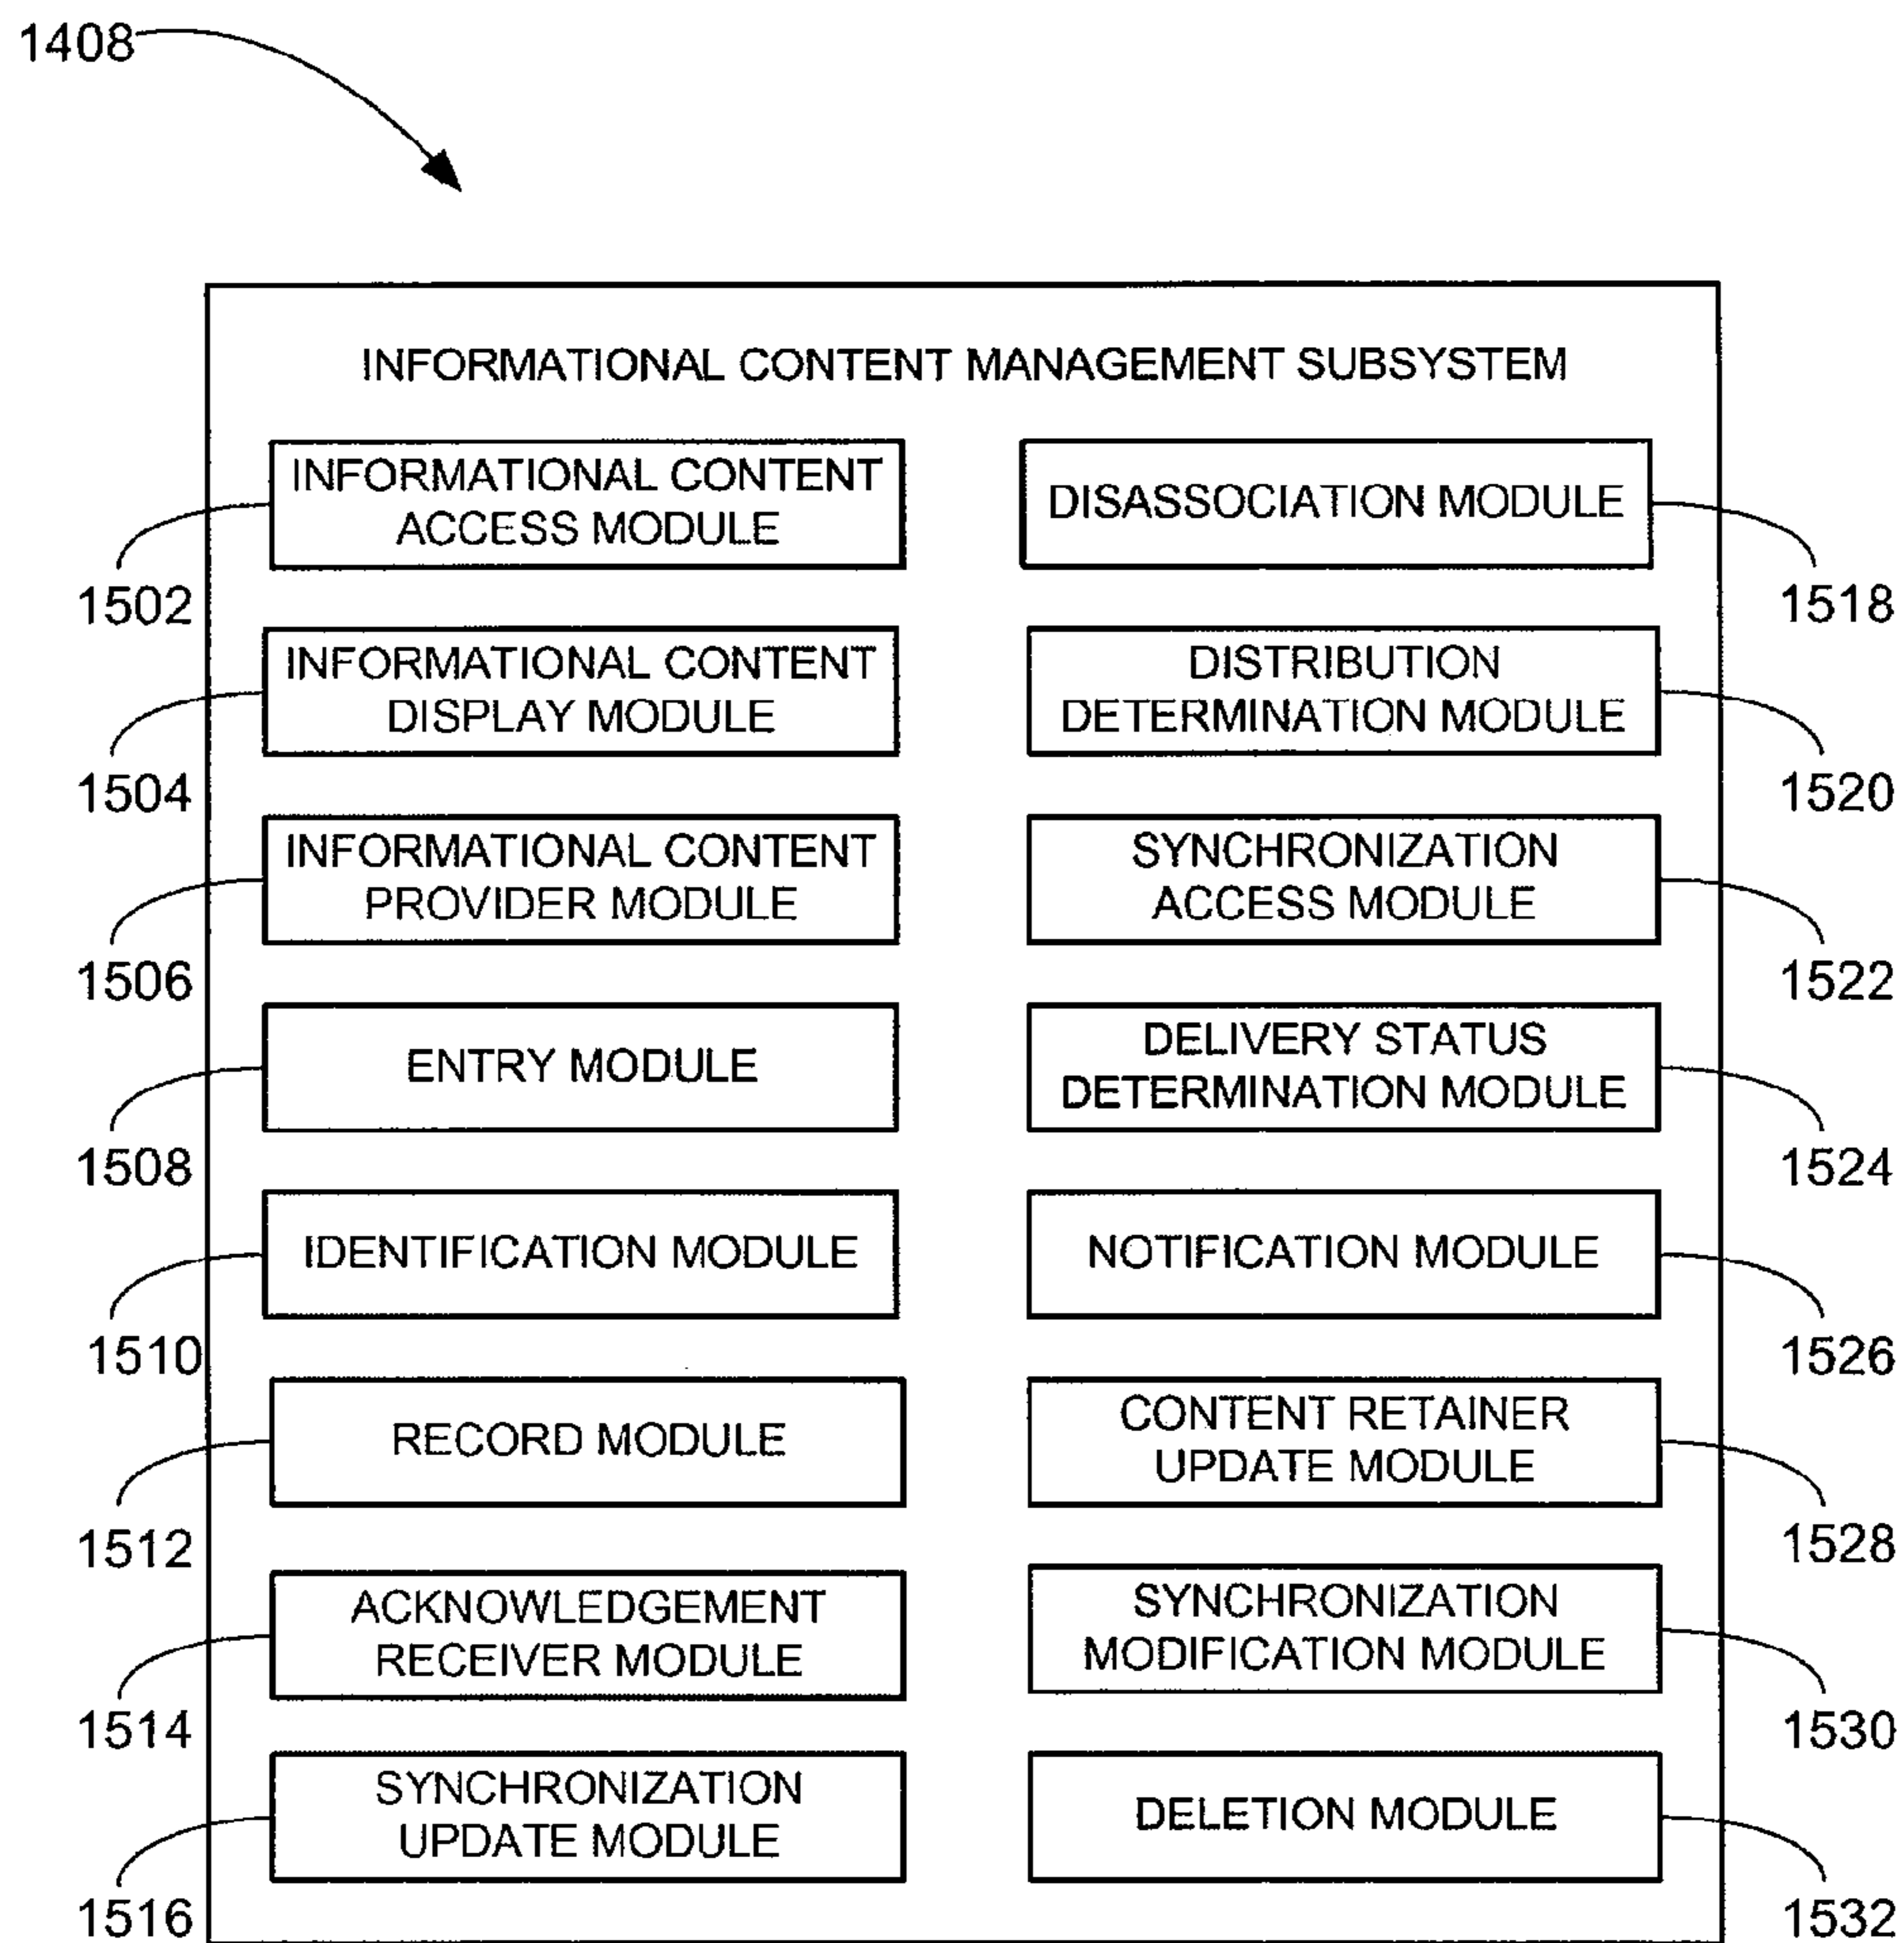 1408
INFORMATIONAL CONTENT MANAGEMENT SUBSYSTEM
INFORMATIONAL CONTENT
ACCESS MODULE
1502
INFORMATIONAL CONTENT
DISPLAY MODULE
1504
INFORMATIONAL CONTENT
PROVIDER MODULE
1506
ENTRY MODULE
1508
IDENTIFICATION MODULE
1510
RECORD MODULE
1512
ACKNOWLEDGEMENT
RECEIVER MODULE
1514
SYNCHRONIZATION
UPDATE MODULE
1516
DISASSOCIATION MODULE
1518
DISTRIBUTION
DETERMINATION MODULE
1520
SYNCHRONIZATION
ACCESS MODULE
1522
DELIVERY STATUS
DETERMINATION MODULE
1524
NOTIFICATION MODULE
1526
CONTENT RETAINER
UPDATE MODULE
1528
SYNCHRONIZATION
MODIFICATION MODULE
1530
DELETION MODULE
1532